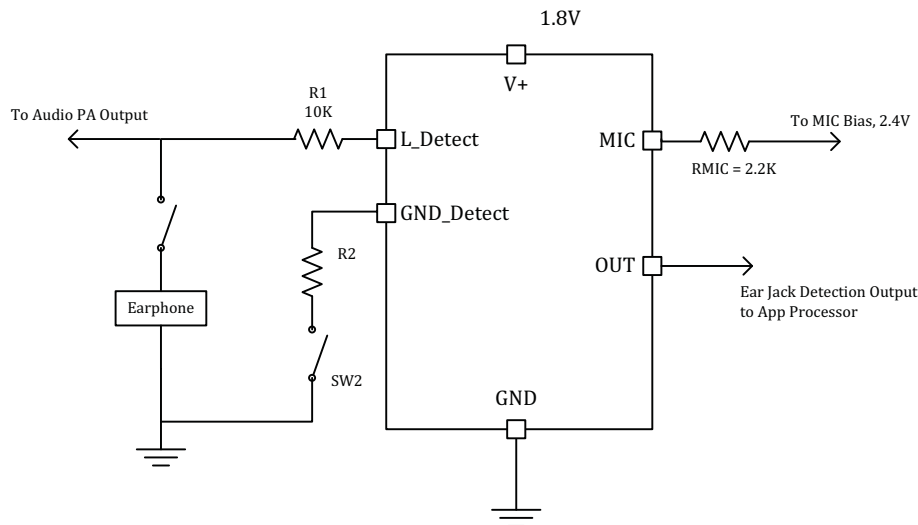 1.8V
V+
R1
10K
To Audio PA Output
L_Detect
MIC
To MIC Bias, 2.4V
RMIC = 2.2K
GND_Detect
R2
OUT
Earphone
Ear Jack Detection Output
to App Processor
SW2
GND